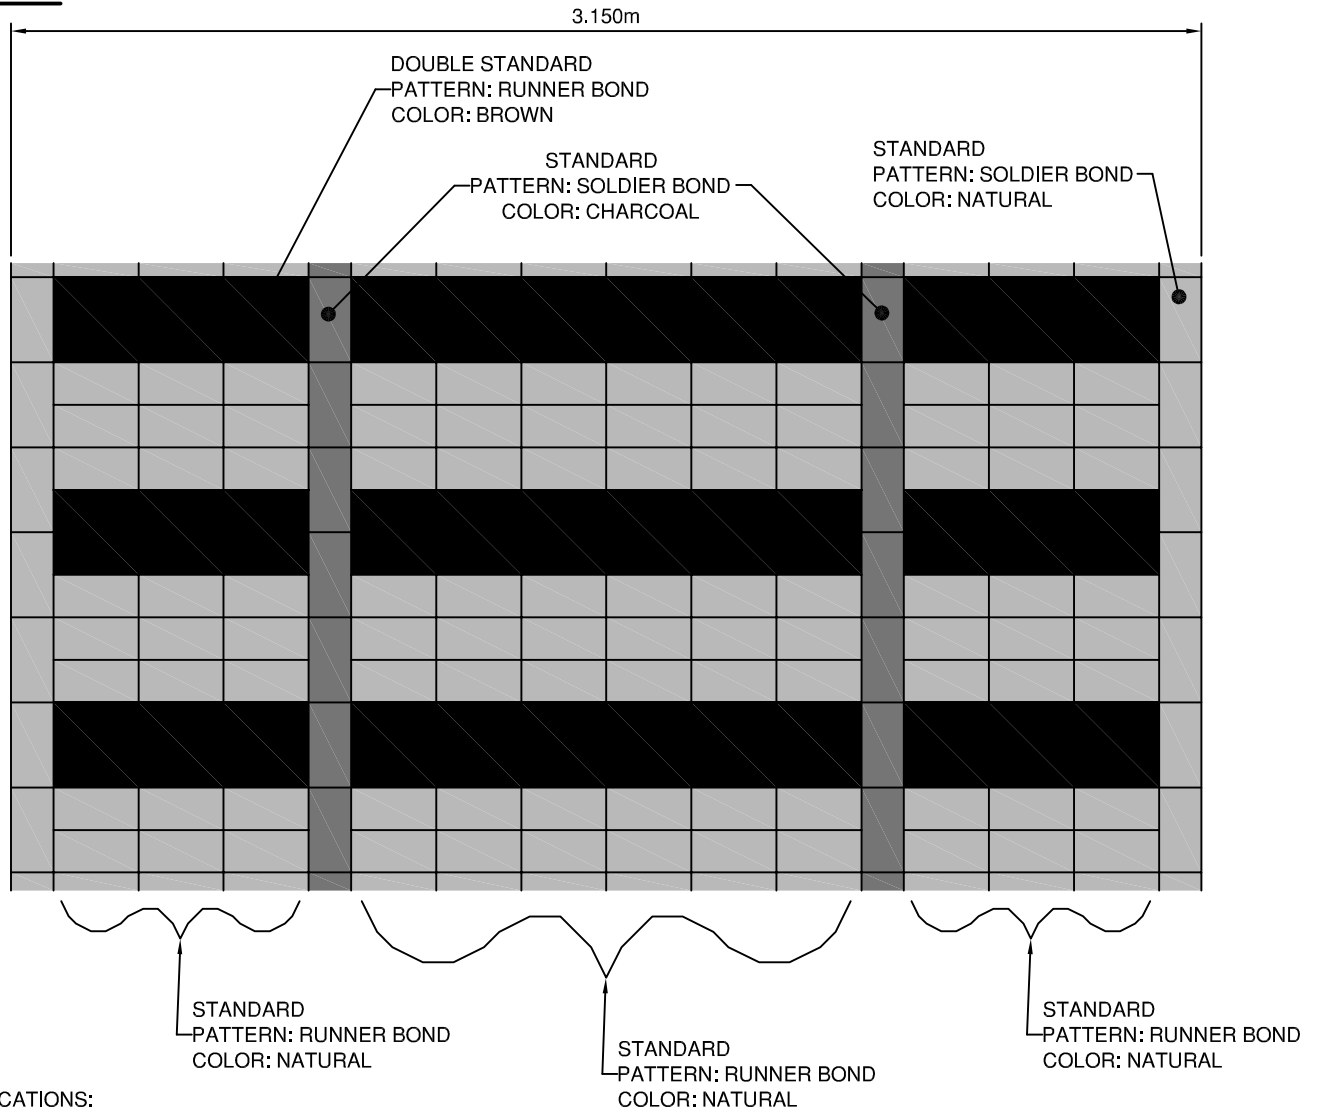 3.150m
DOUBLE STANDARD
PATTERN: RUNNER BOND
COLOR: BROWN
STANDARD
PATTERN: SOLDIER BOND
COLOR: CHARCOAL
STANDARD
PATTERN: SOLDIER BOND
COLOR: NATURAL
STANDARD
PATTERN: RUNNER BOND
COLOR: NATURAL
STANDARD
PATTERN: RUNNER BOND
COLOR: NATURAL
STANDARD
PATTERN: RUNNER BOND
COLOR: NATURAL
CATIONS: